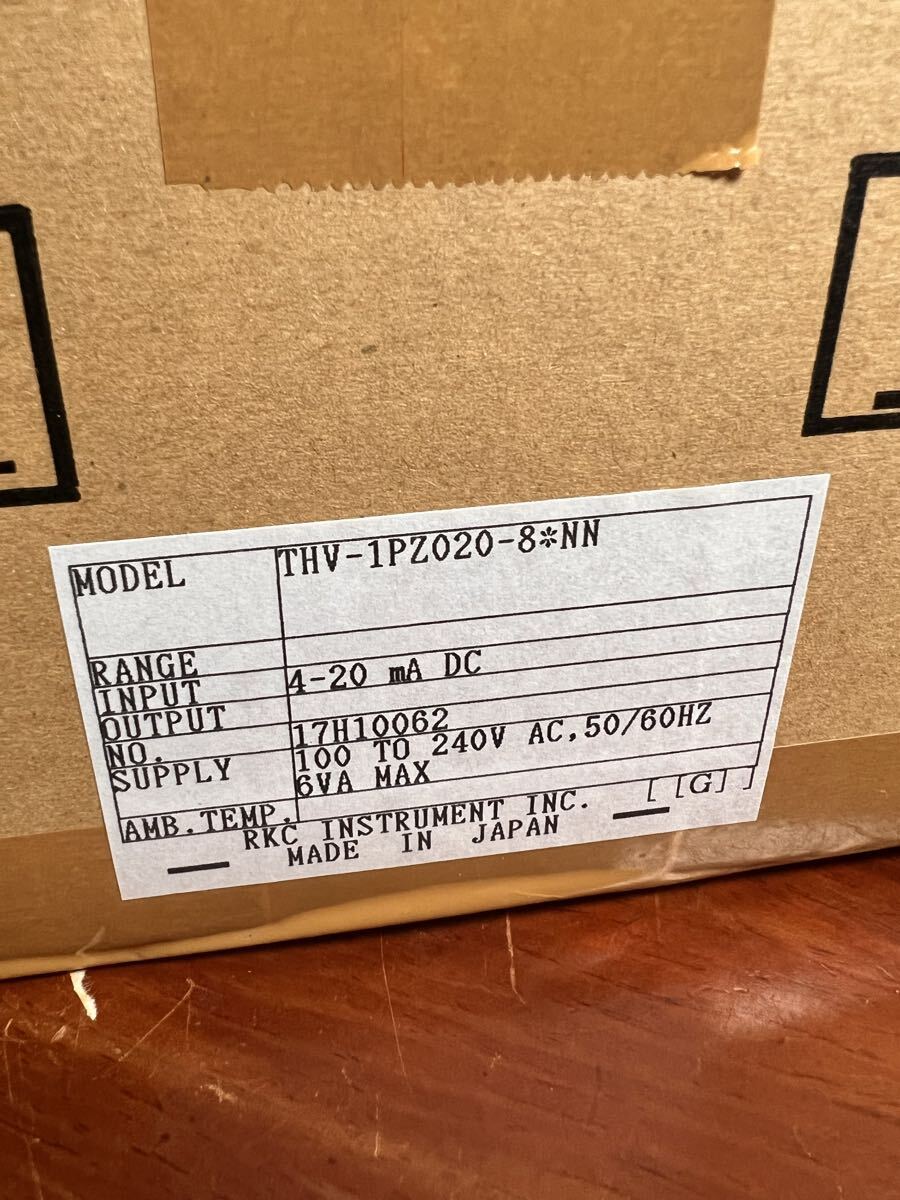 MODEL THV-1PZ020-8*NN
RANGE
INPUT 4-20 mA DC
OUTPUT
NO. 17H10062
SUPPLY 100 TO 240V AC,50/60HZ
6VA MAX
AMB.TEMP.
[ [G] ]
RKC INSTRUMENT INC.
MADE IN JAPAN